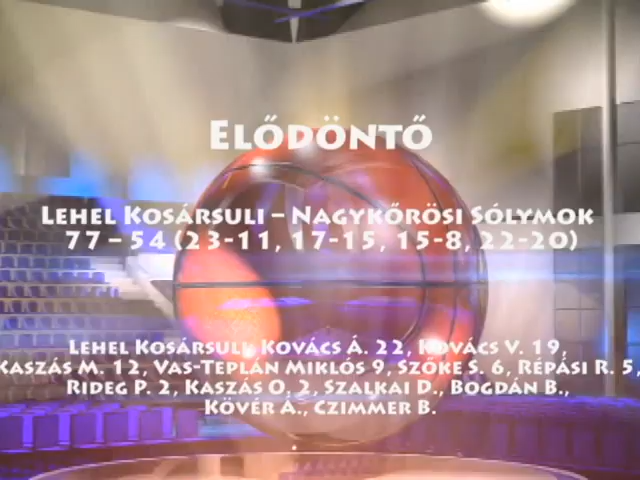 Elődöntő
Lehel Kosársuli – Nagykőrösi Sólymok
77 – 54 (23-11, 17-15, 15-8, 22-20)
Lehel Kosársuli: Kovács Á. 22, Kovács V. 19,
Kaszás M. 12, Vas-Teplán Miklós 9, Szőke S. 6, Répási R. 5,
Rideg P. 2, Kaszás O. 2, Szalkai D., Bogdán B.,
Kövér Á., Czimmer B.